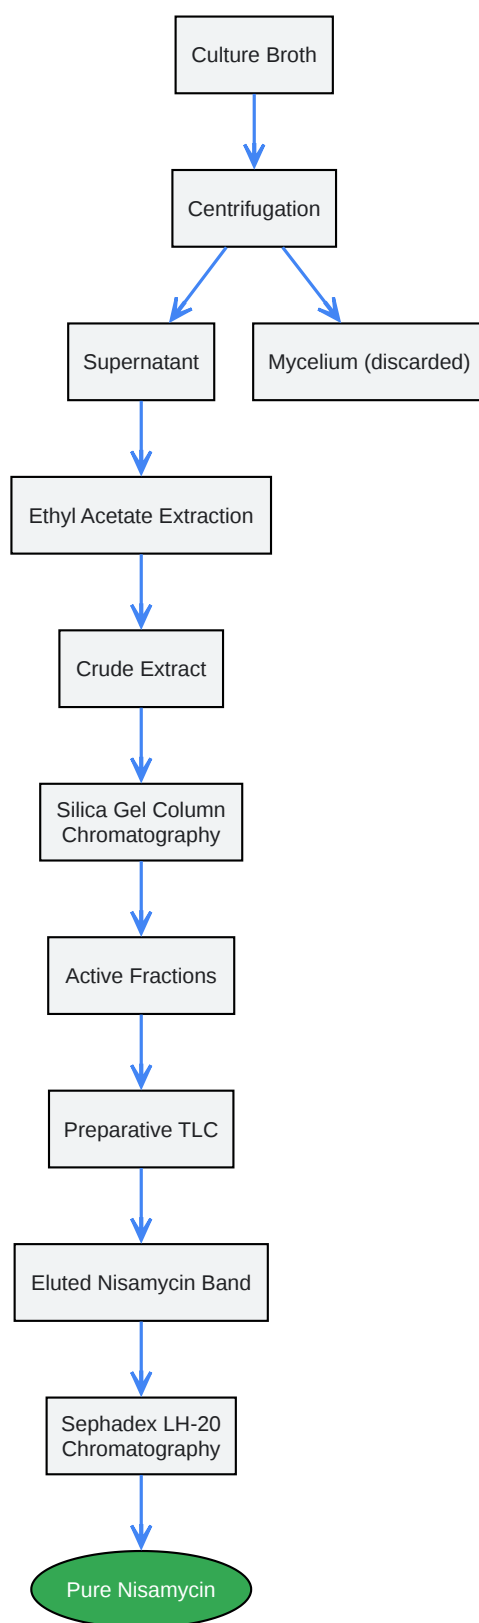 Culture Broth
Centrifugation
Supernatant
Mycelium (discarded)
Ethyl Acetate Extraction
Crude Extract
Silica Gel Column
Chromatography
Active Fractions
Preparative TLC
Eluted Nisamycin Band
Sephadex LH-20
Chromatography
Pure Nisamycin